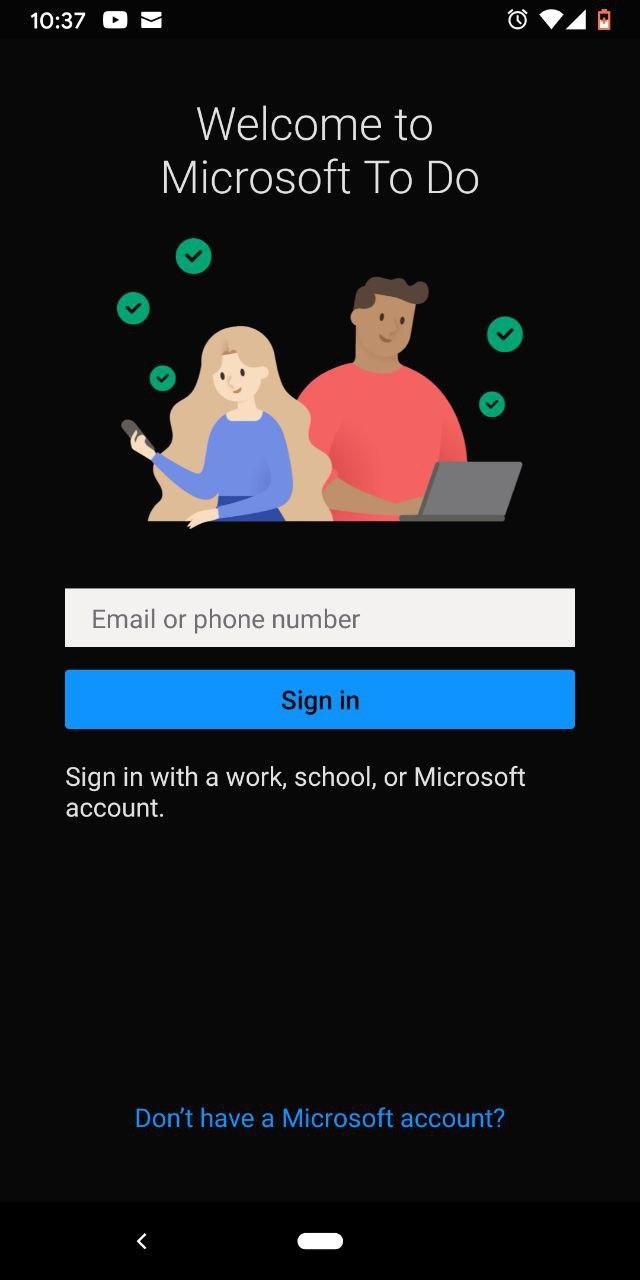 10:37
Welcome to
Microsoft To Do
Email or phone number
Sign in
Sign in with a work, school, or Microsoft
account.
Don't have a Microsoft account?